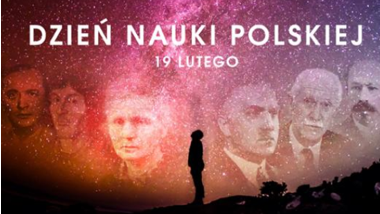 DZIEŃ NAUKI POLSKIEJ
19 LUTEGO